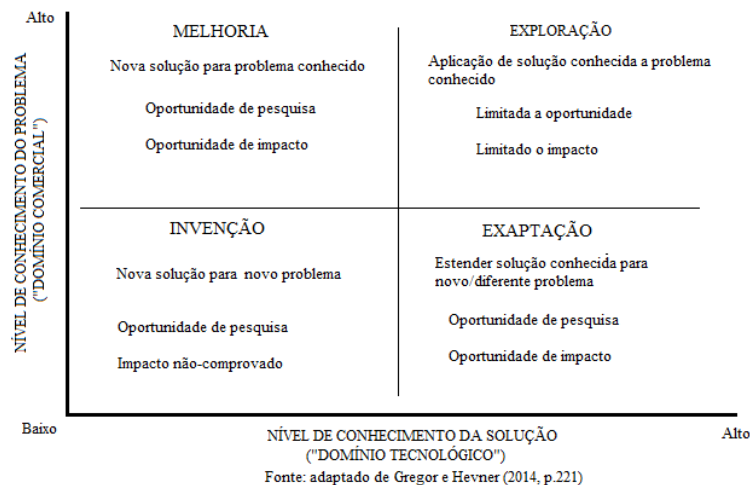 Alto
MELHORIA
Nova solução para problema conhecido
Oportunidade de pesquisa
Oportunidade de impacto
EXPLORAÇÃO
Aplicação de solução conhecida a problema
conhecido
Limitada a oportunidade
Limitado o impacto
NÍVEL DE CONHECIMENTO DO PROBLEMA
("DOMÍNIO COMERCIAL")
INVENÇÃO
Nova solução para novo problema
Oportunidade de pesquisa
Impacto não-comprovado
EXAPTAÇÃO
Estender solução conhecida para
novo/diferente problema
Oportunidade de pesquisa
Oportunidade de impacto
Baixo
NÍVEL DE CONHECIMENTO DA SOLUÇÃO
("DOMÍNIO TECNOLÓGICO")
Alto
Fonte: adaptado de Gregor e Hevner (2014, p.221)